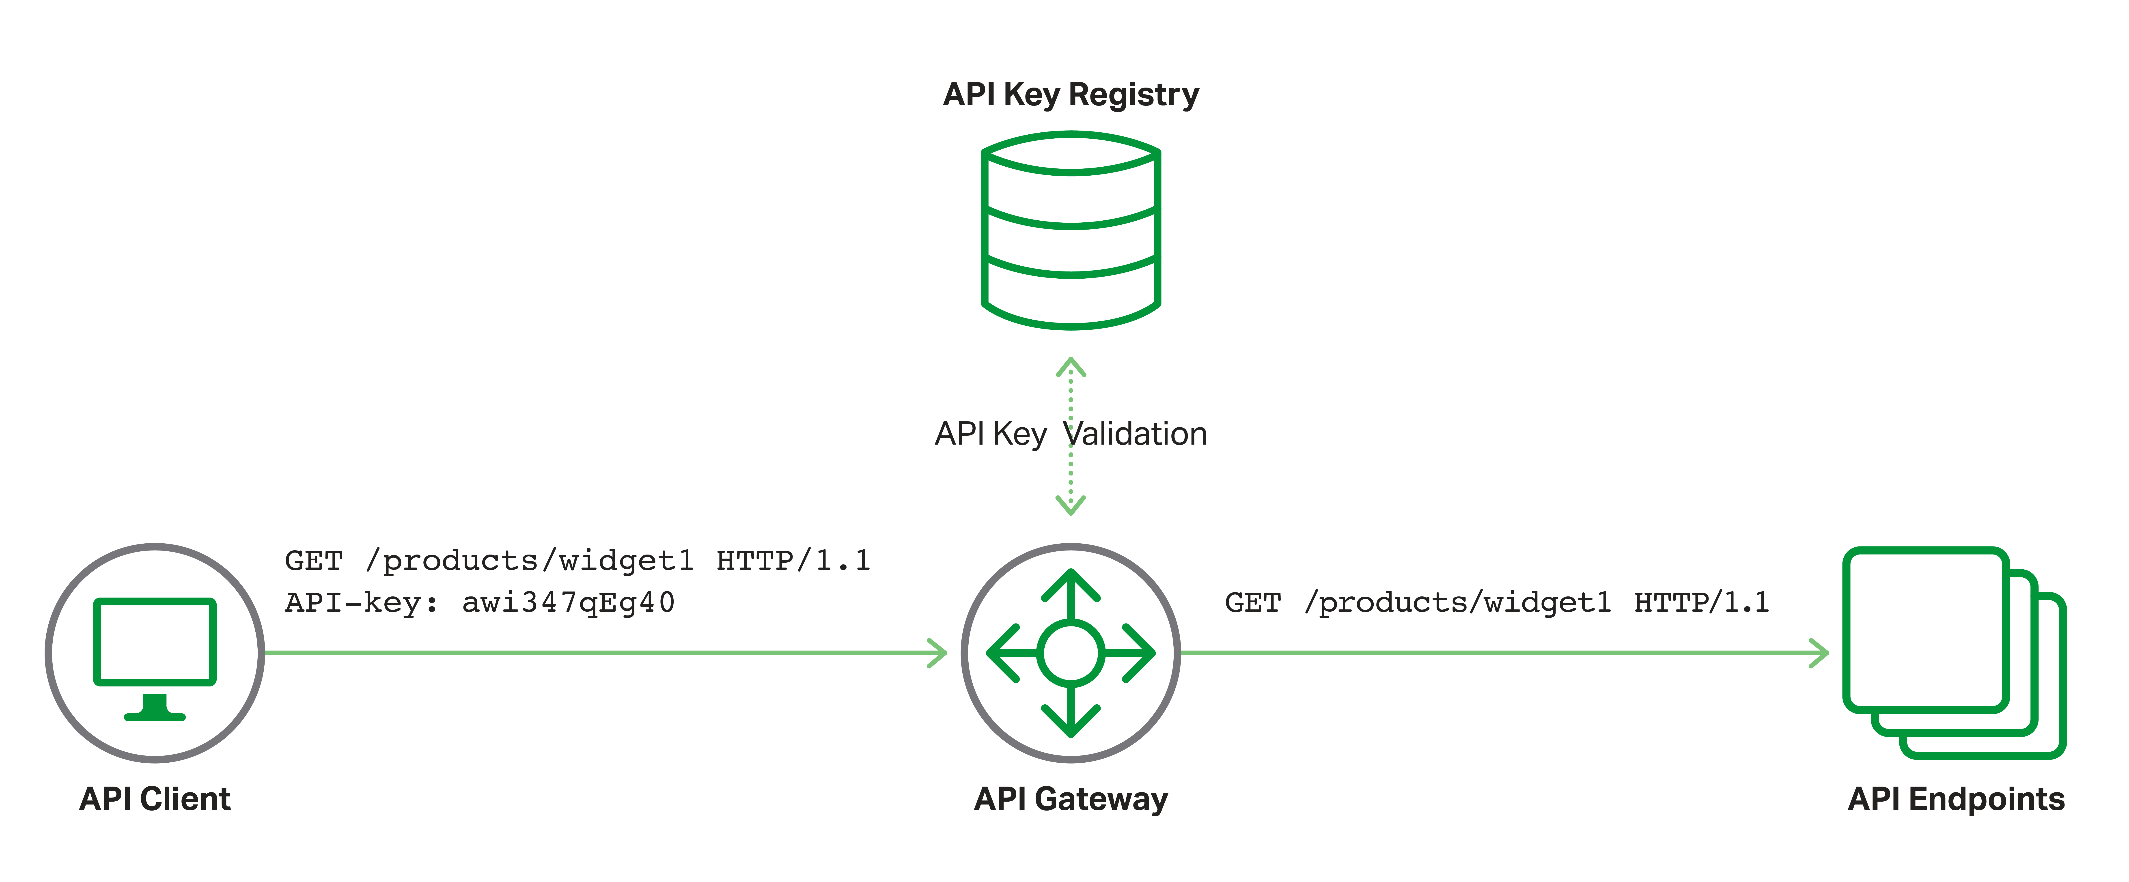 API Key Registry
API Key Validation
GET /products/widget1 HTTP/1.1
API-key: awi347qEg40
GET /products/widget1 HTTP/1.1
API Client
API Gateway
API Endpoints